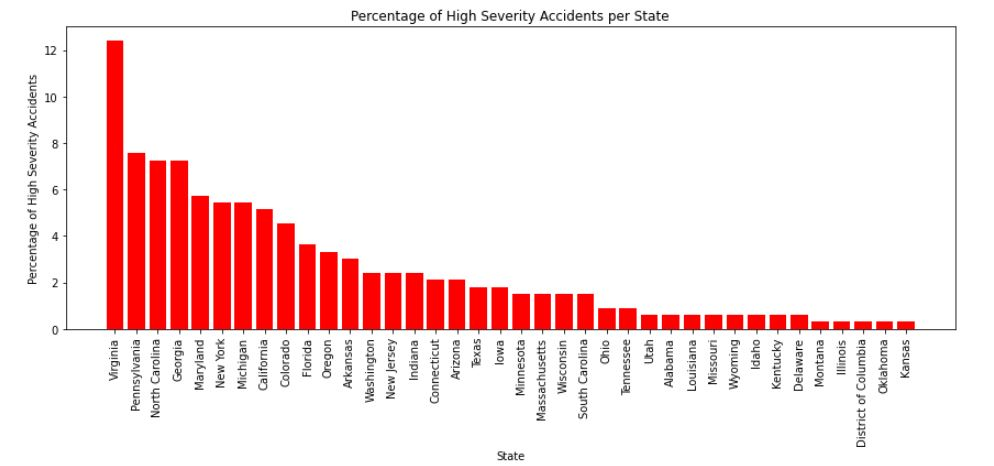 Percentage of High Severity Accidents per State
Percentage of High Severity Accidents
12
10
8
6
4
2
0
Virginia
Pennsylvania
North Carolina
Georgia
Maryland
New York
Michigan
California
Colorado
Florida
Oregon
Arkansas
Washington
New Jersey
Indiana
Connecticut
Arizona
Texas
Iowa
Minnesota
Massachusetts
Wisconsin
South Carolina
Ohio
Tennessee
Utah
Alabama
Louisiana
Missouri
Wyoming
Idaho
Kentucky
Delaware
Montana
Illinois
District of Columbia
Oklahoma
Kansas
State